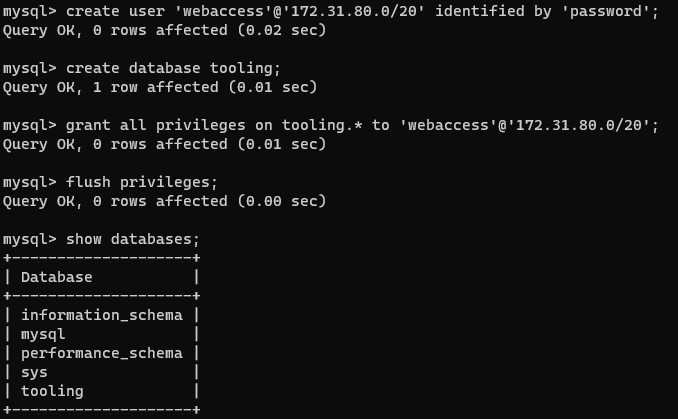 mysql> create user 'webaccess'@'172.31.80.0/20' identified by 'password';
Query OK, 0 rows affected (0.02 sec)
mysql> create database tooling;
Query OK, 1 row affected (0.01 sec)
mysql> grant all privileges on tooling.* to 'webaccess'@'172.31.80.0/20';
Query OK, 0 rows affected (0.01 sec)
mysql> flush privileges;
Query OK, 0 rows affected (0.00 sec)
mysql> show databases;
+--------------------+
| Database           |
+--------------------+
| information_schema |
| mysql              |
| performance_schema |
| sys                |
| tooling            |
+--------------------+